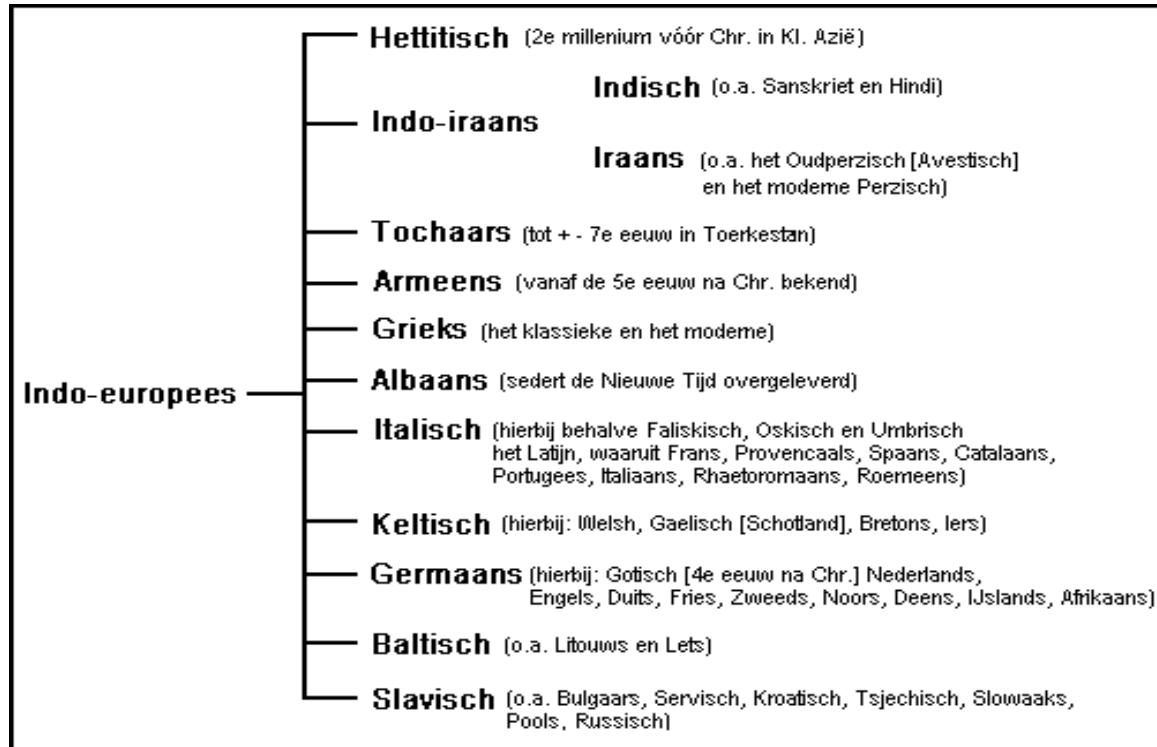 Hettitisch (2e millenium vóór Chr. in Kl. Azië)
Indisch (o.a. Sanskriet en Hindi)
Indo-iraans
Iraans (o.a. het Oudperzisch [Avestisch]
en het moderne Perzisch)
Tochaars (tot + - 7e eeuw in Toerkestan)
Armeens (vanaf de 5e eeuw na Chr. bekend)
Grieks (het klassieke en het moderne)
Albaans (sedert de Nieuwe Tijd overgeleverd)
Indo-europees
Italisch (hierbij behalve Faliskisch, Oskisch en Umbrisch
het Latijn, waaruit Frans, Provencaals, Spaans, Catalaans,
Portugees, Italiaans, Rhaetoromaans, Roemeens)
Keltisch (hierbij: Welsh, Gaelisch [Schotland], Bretons, Iers)
Germaans (hierbij: Gotisch [4e eeuw na Chr.] Nederlands,
Engels, Duits, Fries, Zweeds, Noors, Deens, IJslands, Afrikaans)
Baltisch (o.a. Litouws en Lets)
Slavisch (o.a. Bulgaars, Servisch, Kroatisch, Tsjechisch, Slowaaks,
Pools, Russisch)